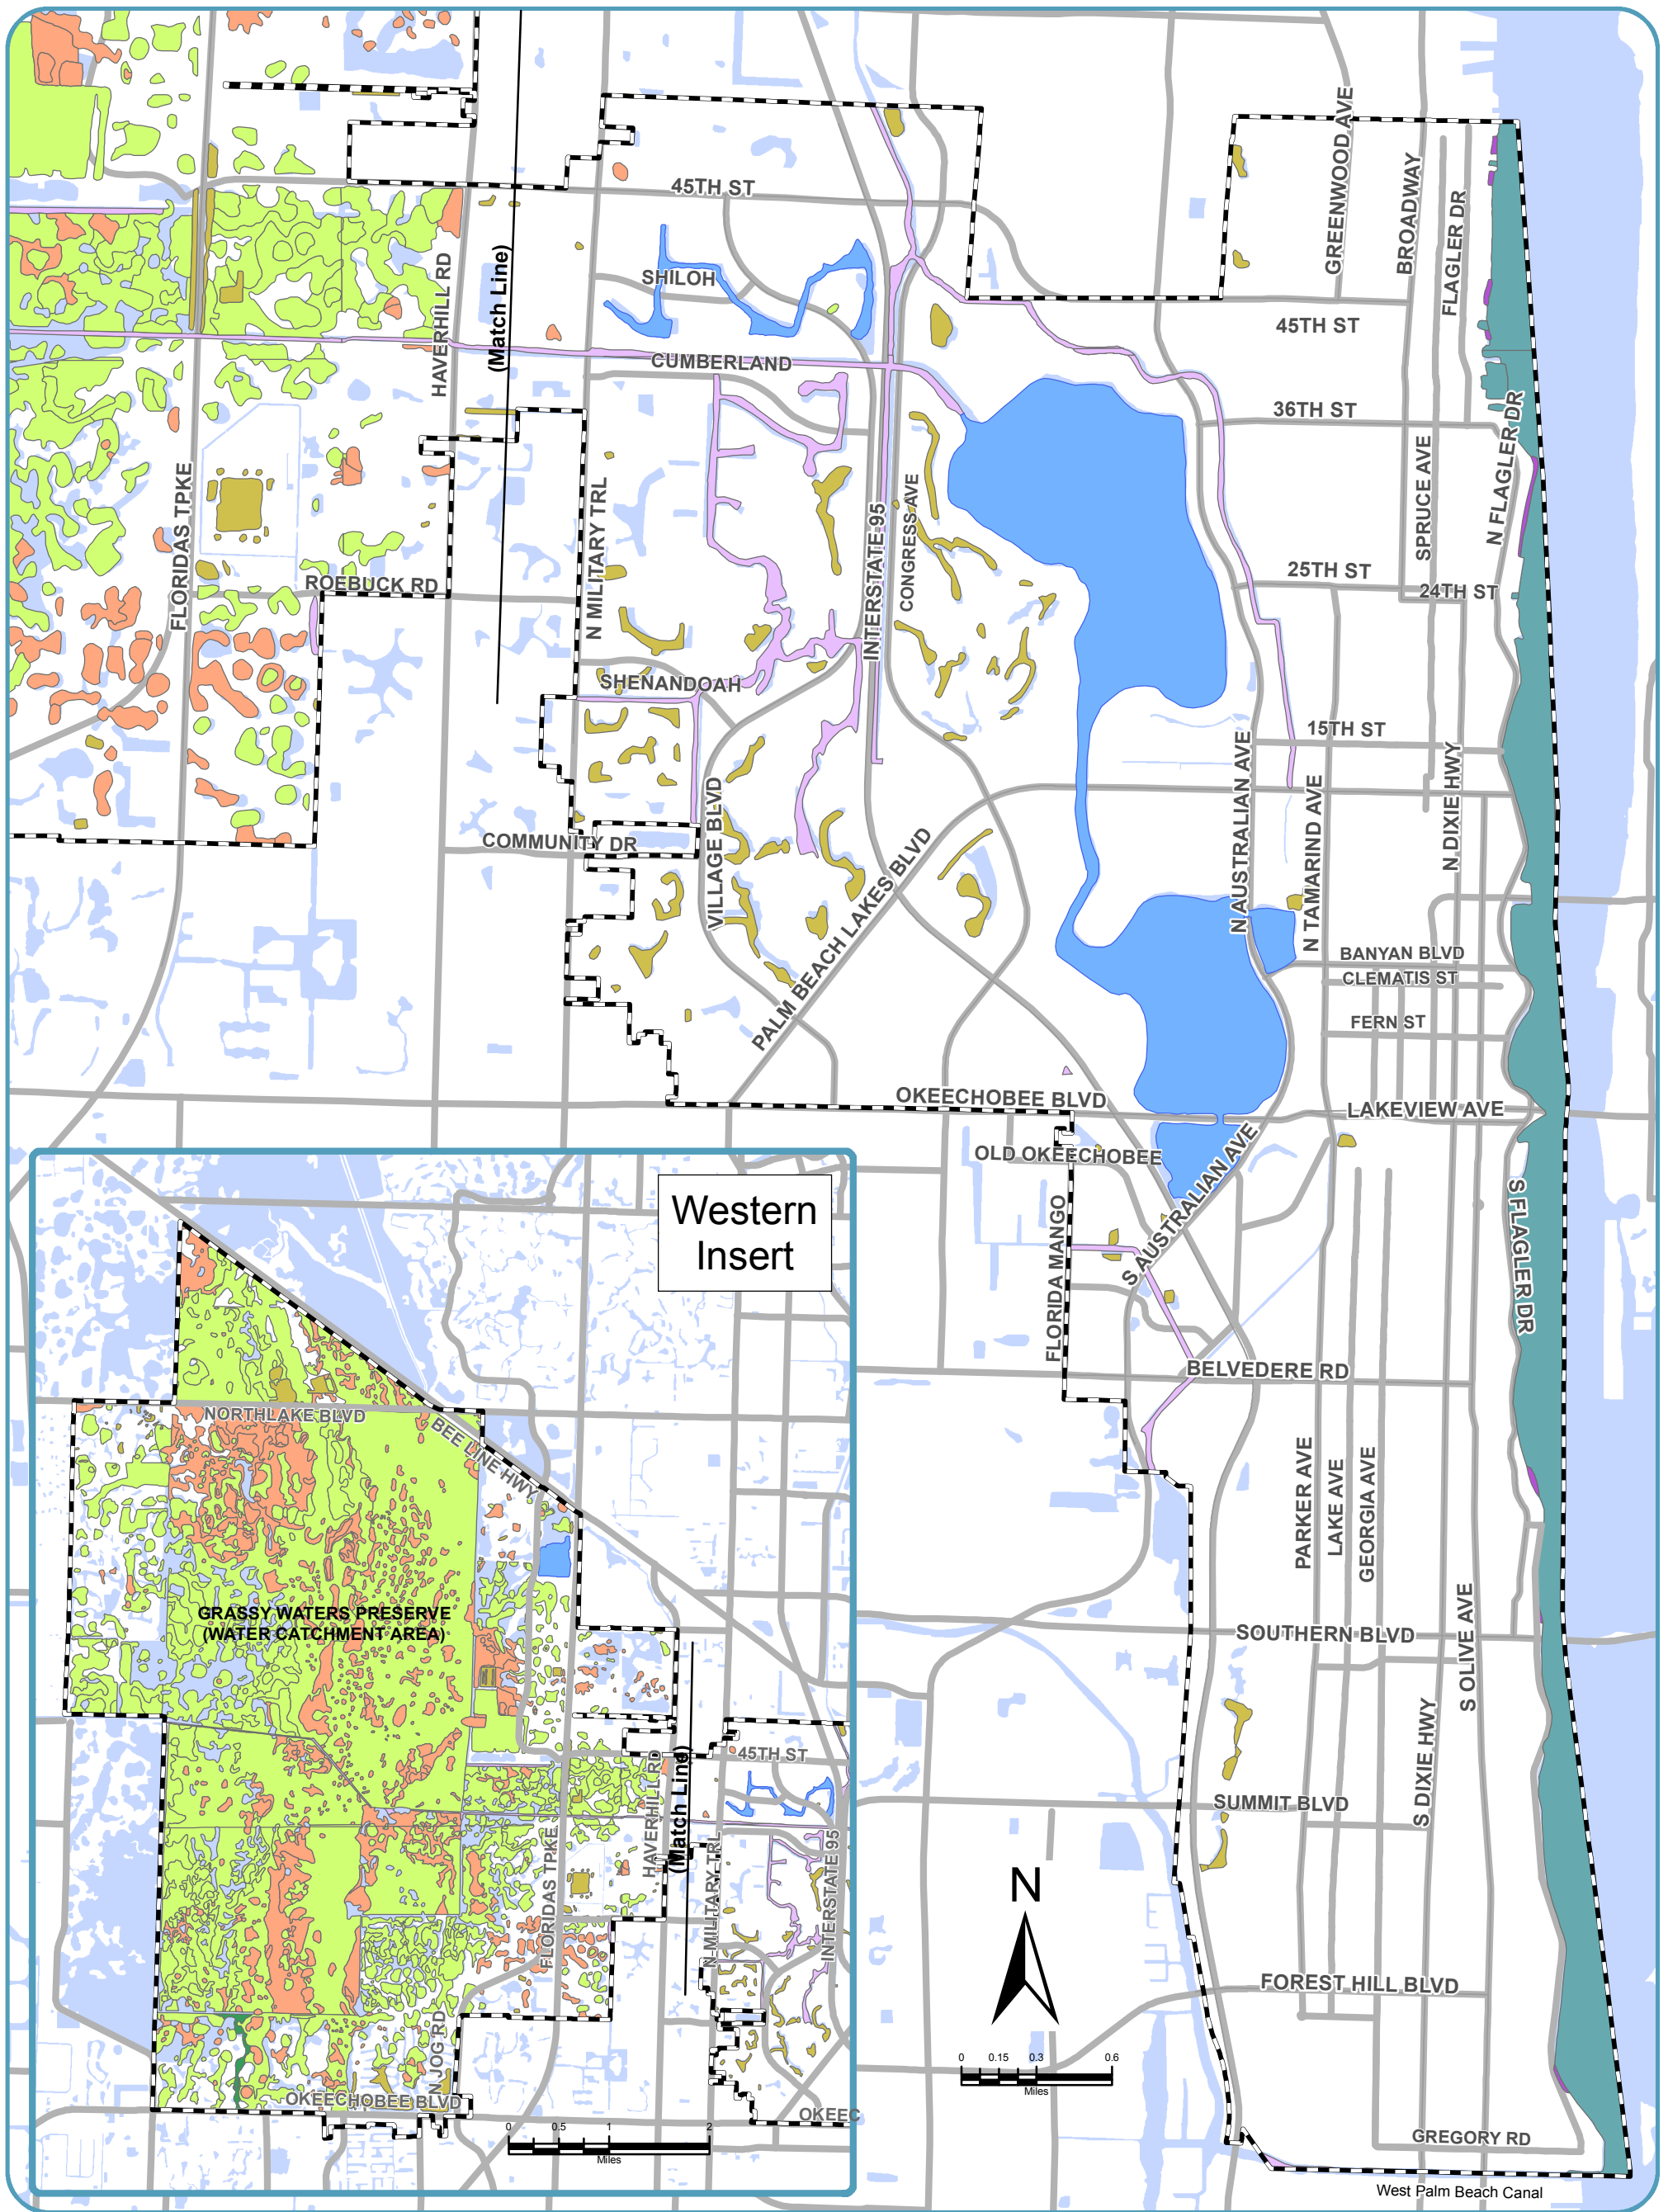 GREENWOOD AVE
BROADWAY
FLAGLER DR
45TH ST
SHILOH
HAVERHILL RD
(Match Line)
45TH ST
CUMBERLAND
36TH ST
N FLAGLER DR
SPRUCE AVE
FLORIDAS TPKE
N MILITARY TRL
INTERSTATE 95
CONGRESS AVE
25TH ST
24TH ST
ROEBUCK RD
SHENANDOAH
15TH ST
N AUSTRALIAN AVE
N TAMARIND AVE
N DIXIE HWY
VILLAGE BLVD
COMMUNITY DR
PALM BEACH LAKES BLVD
BANYAN BLVD
CLEMATIS ST
FERN ST
OKEECHOBEE BLVD
LAKEVIEW AVE
OLD OKEECHOBEE
S AUSTRALIAN AVE
FLORIDA MANGO
S FLAGLER DR
BELVEDERE RD
PARKER AVE
LAKE AVE
GEORGIA AVE
SOUTHERN BLVD
S OLIVE AVE
S DIXIE HWY
SUMMIT BLVD
FOREST HILL BLVD
GREGORY RD
West Palm Beach Canal
N
0 0.15 0.3 0.6
Miles
Western
Insert
NORTHLAKE BLVD
BEE LINE HWY
GRASSY WATERS PRESERVE
(WATER CATCHMENT AREA)
45TH ST
HAVERHILL RD
(Match Line)
FLORIDAS TPKE
N MILITARY TRL
INTERSTATE 95
N JOG RD
OKEECHOBEE BLVD
OKEEC
0 0.5 1 2
Miles